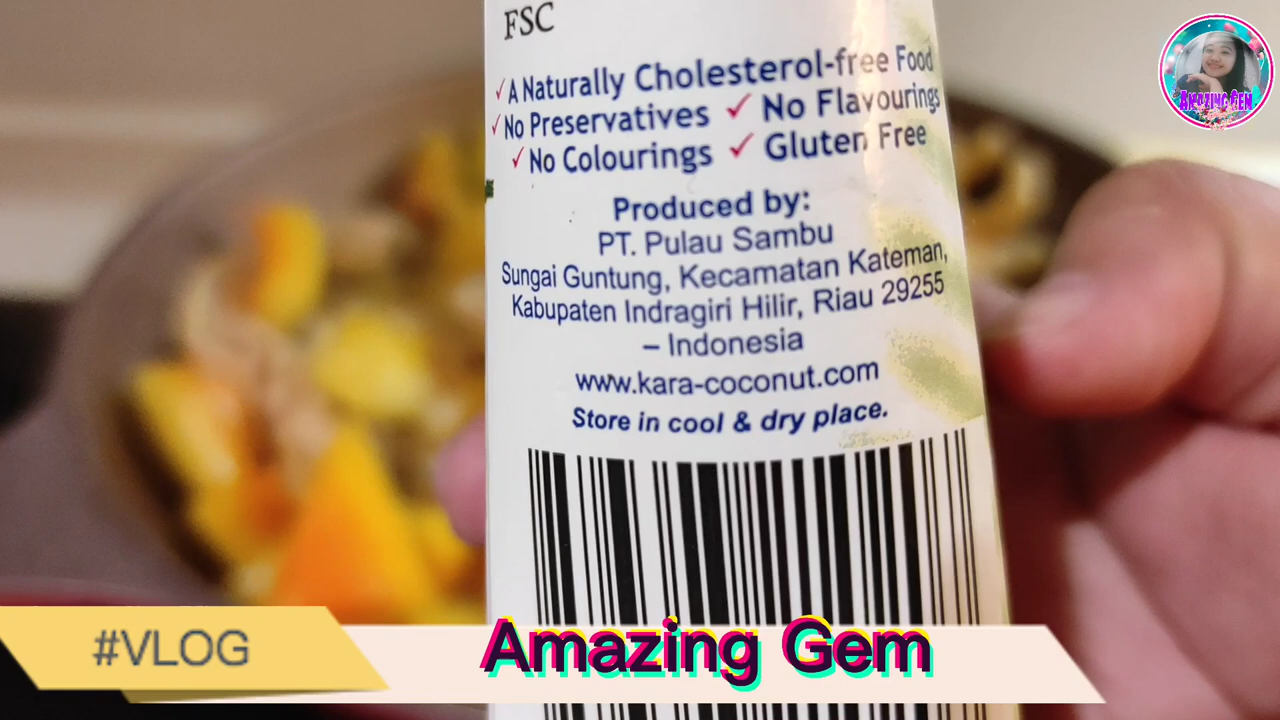 FSC
✓A Naturally Cholesterol-free Food
✓No Preservatives ✓ No Flavourings
✓No Colourings ✓ Gluten Free
Produced by:
PT. Pulau Sambu
Sungai Guntung, Kecamatan Kateman,
Kabupaten Indragiri Hilir, Riau 29255
– Indonesia
www.kara-coconut.com
Store in cool & dry place.
#VLOG
Amazing Gem
AMAZING GEM